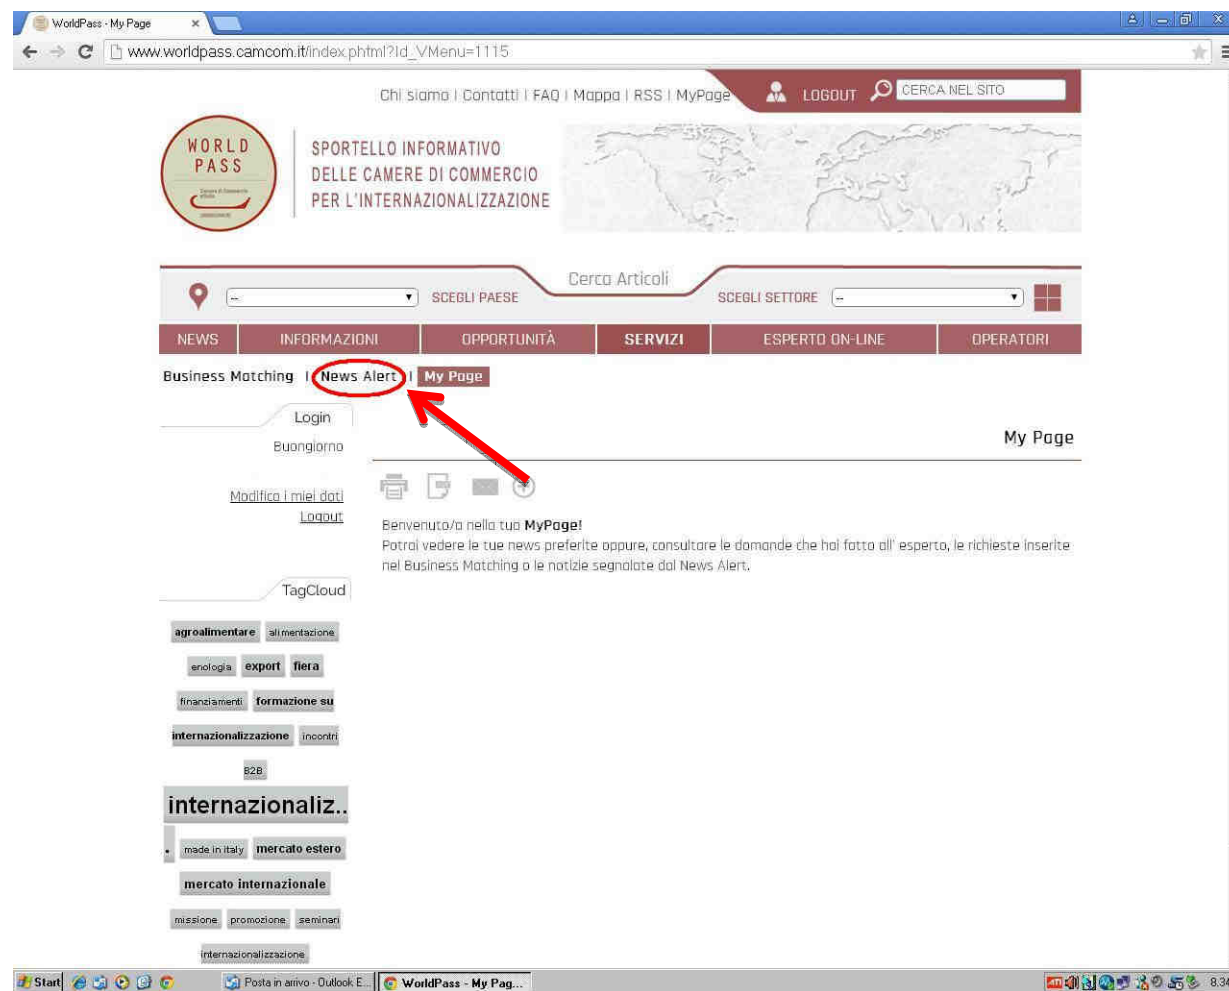 WorldPass - My Page
www.worldpass.camcom.it/index.phtml?Id_VMenu=1115
Chi siamo | Contatti | FAQ | Mappa | RSS | MyPage
LOGOUT
CERCA NEL SITO
WORLD
PASS
SPORTELLO INFORMATIVO
DELLE CAMERE DI COMMERCIO
PER L'INTERNAZIONALIZZAZIONE
Cerca Articoli
--
SCEGLI PAESE
SCEGLI SETTORE
--
NEWS
INFORMAZIONI
OPPORTUNITÀ
SERVIZI
ESPERTO ON-LINE
OPERATORI
Business Matching | News Alert | My Page
Login
Buongiorno
Modifica i miei dati
Logout
My Page
Benvenuto/a nella tua MyPage!
Potrai vedere le tue news preferite oppure, consultare le domande che hai fatto all' esperto, le richieste inserite
nel Business Matching o le notizie segnalate dal News Alert.
TagCloud
agroalimentare alimentazione
enologia export fiera
finanziamenti formazione su
internazionalizzazione incontri
B2B
internazionaliz..
. made in italy mercato estero
mercato internazionale
missione promozione seminari
internazionalizzazione
Start
Posta in arrivo - Outlook E...
WorldPass - My Pag...